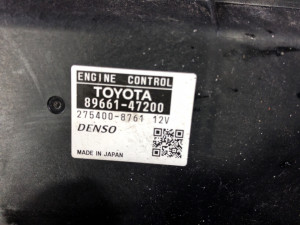 ENGINE CONTROL
TOYOTA
89661-47200
275400-8761 12V
DENSO
MADE IN JAPAN